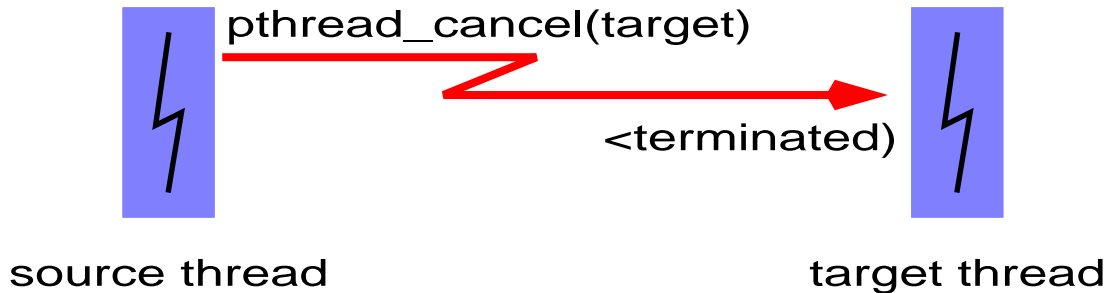 pthread_cancel(target)
<terminated)
source thread
target thread